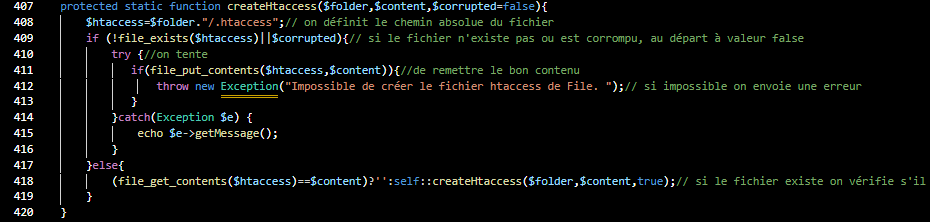 407 protected static function createHtaccess($folder,$content,$corrupted=false){
408 $htaccess=$folder."/.htaccess";// on définit le chemin absolue du fichier
409 if (!file_exists($htaccess)||$corrupted){// si le fichier n'existe pas ou est corrompu, au départ à valeur false
410 try {//on tente
411 if(file_put_contents($htaccess,$content)){//de remettre le bon contenu
412 throw new Exception("Impossible de créer le fichier htaccess de File. ");// si impossible on envoie une erreur
413 }
414 }catch(Exception $e) {
415 echo $e->getMessage();
416 }
417 }else{
418 (file_get_contents($htaccess)==$content)?'':self::createHtaccess($folder,$content,true);// si le fichier existe on vérifie s'il
419 }
420 }